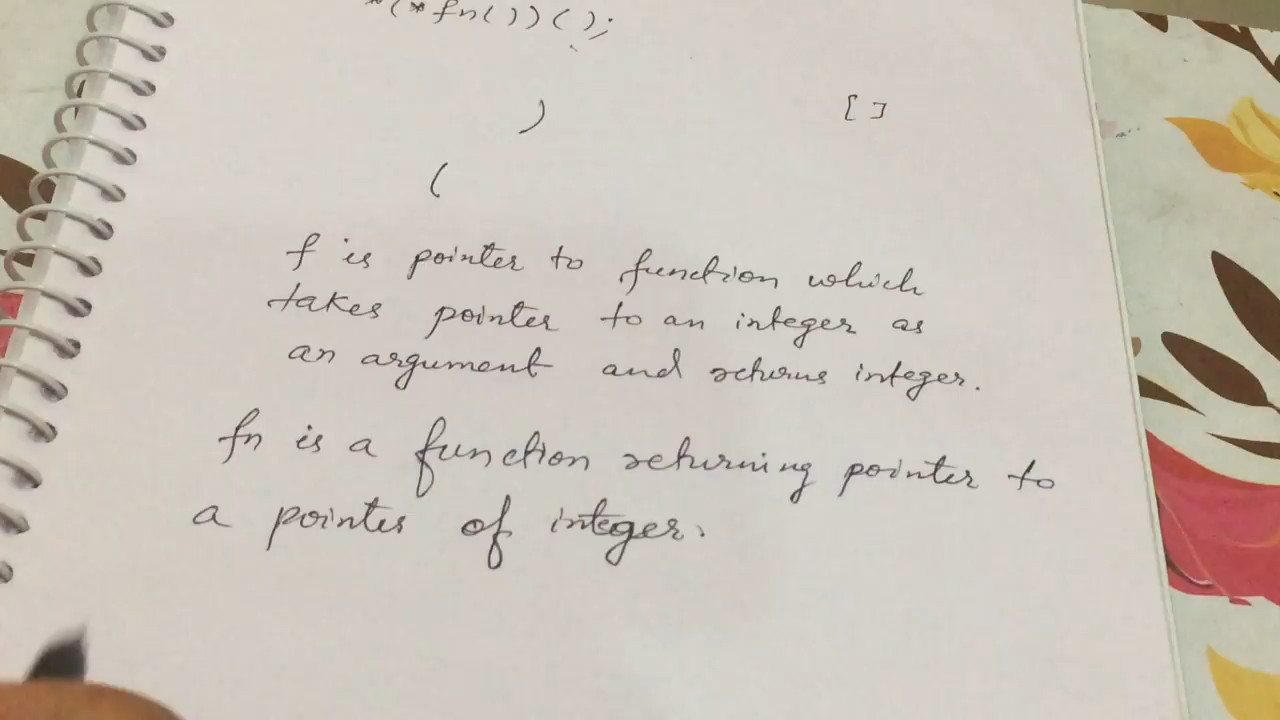 *(*fn())();
) []
(
f is pointer to function which
takes pointer to an integer as
an argument and returns integer.
fn is a function returning pointer to
a pointer of integer.